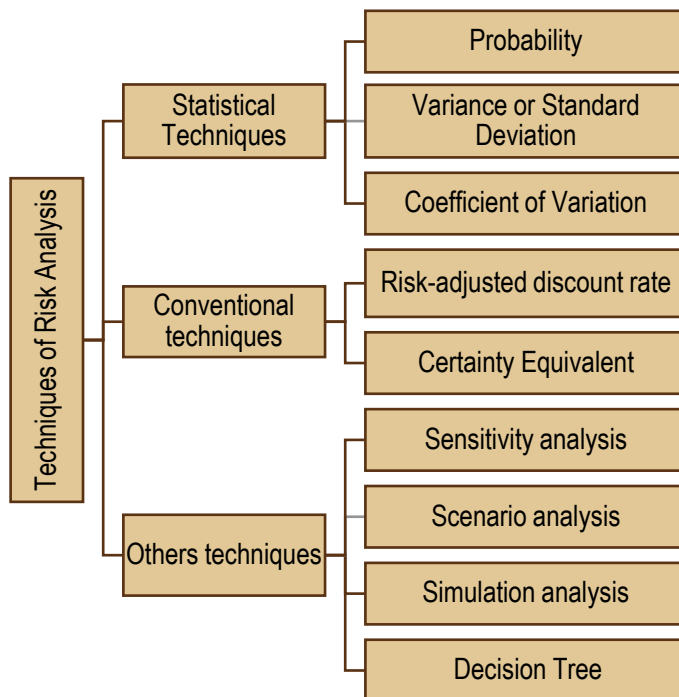 Techniques of Risk Analysis
Statistical
Techniques
Probability
Variance or Standard
Deviation
Coefficient of Variation
Conventional
techniques
Risk-adjusted discount rate
Certainty Equivalent
Others techniques
Sensitivity analysis
Scenario analysis
Simulation analysis
Decision Tree